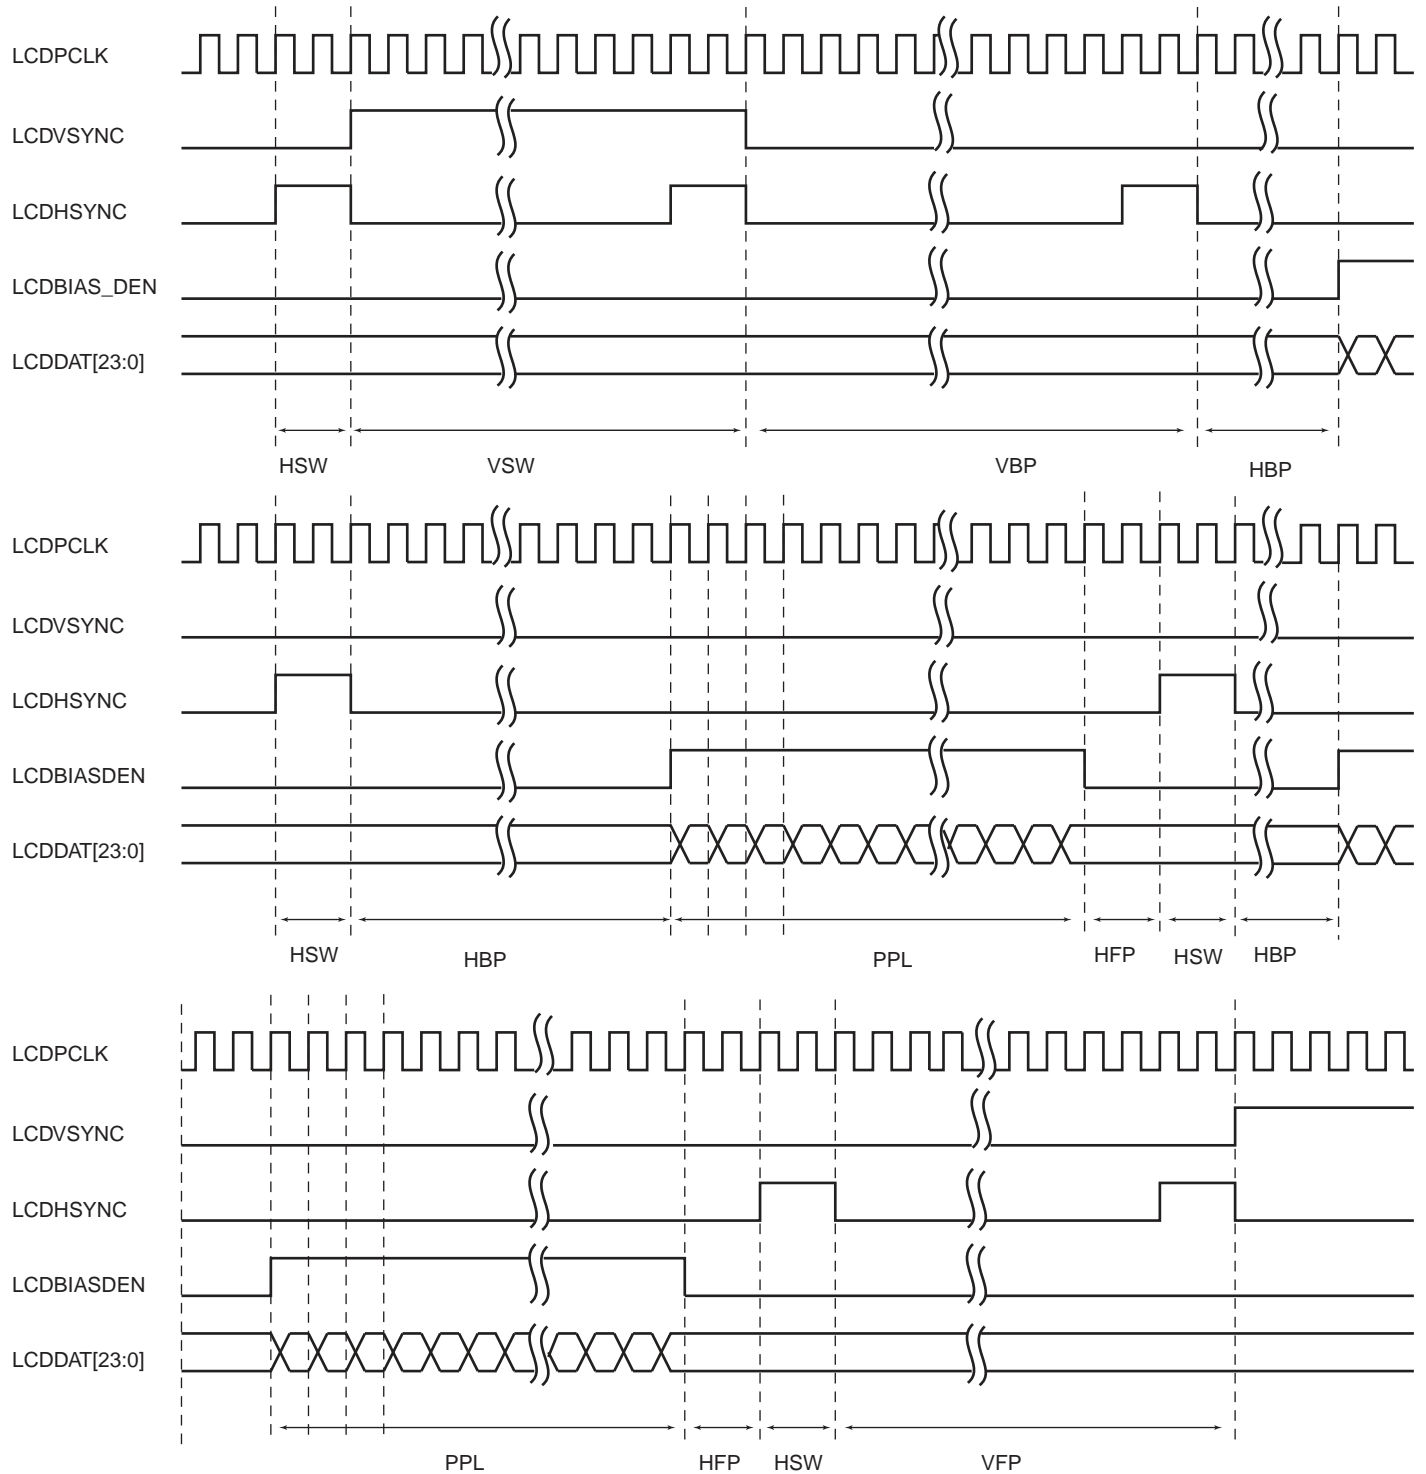 LCDPCLK
LCDVSYNC
LCDHSYNC
LCDBIAS_DEN
LCDDAT[23:0]
HSW VSW VBP HBP
LCDPCLK
LCDVSYNC
LCDHSYNC
LCDBIASDEN
LCDDAT[23:0]
HSW HBP PPL HFP HSW HBP
LCDPCLK
LCDVSYNC
LCDHSYNC
LCDBIASDEN
LCDDAT[23:0]
PPL HFP HSW VFP